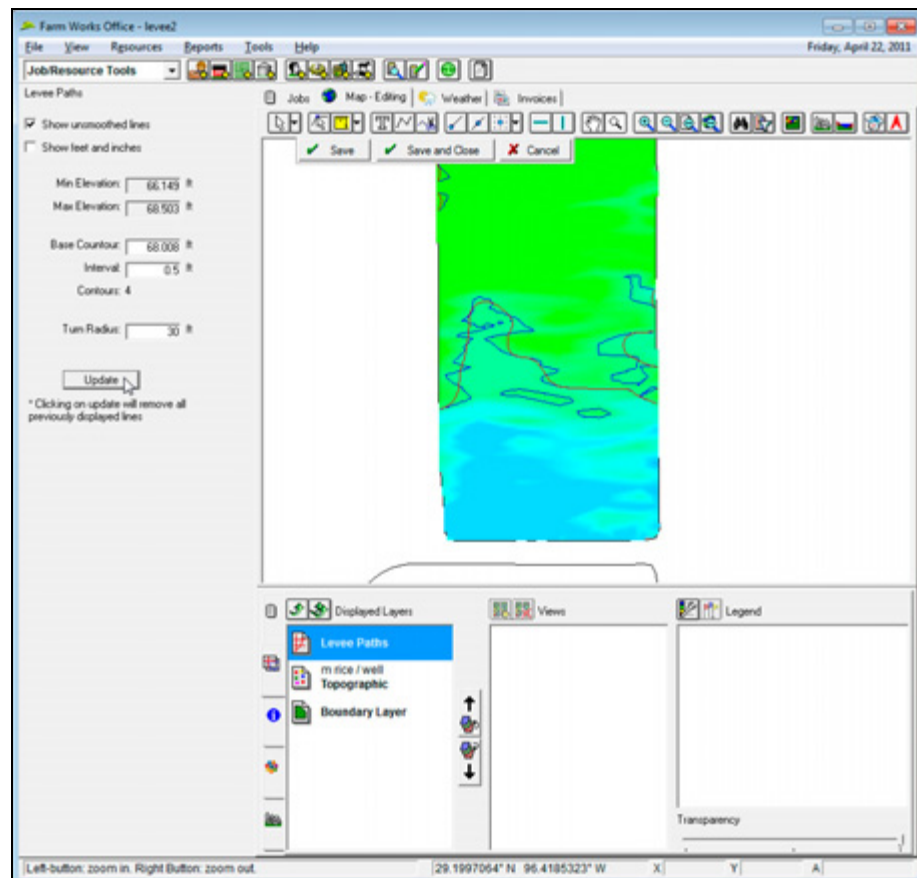 Farm Works Office - levee2
File View Resources Reports Tools Help Friday, April 22, 2011
Job/Resource Tools
Levee Paths
Jobs Map - Editing Weather Invoices
Show unsmoothed lines
Show feet and inches
Save Save and Close Cancel
Min Elevation: 66.149 ft
Max Elevation: 68.503 ft
Base Countour: 68.008 ft
Interval: 0.5 ft
Contours: 4
Turn Radius: 30 ft
Update
* Clicking on update will remove all
previously displayed lines
Displayed Layers Views Legend
Levee Paths
m rice / well
Topographic
Boundary Layer
Transparency
Left-button: zoom in. Right Button: zoom out. 29.1997064° N 96.4185323° W X Y A